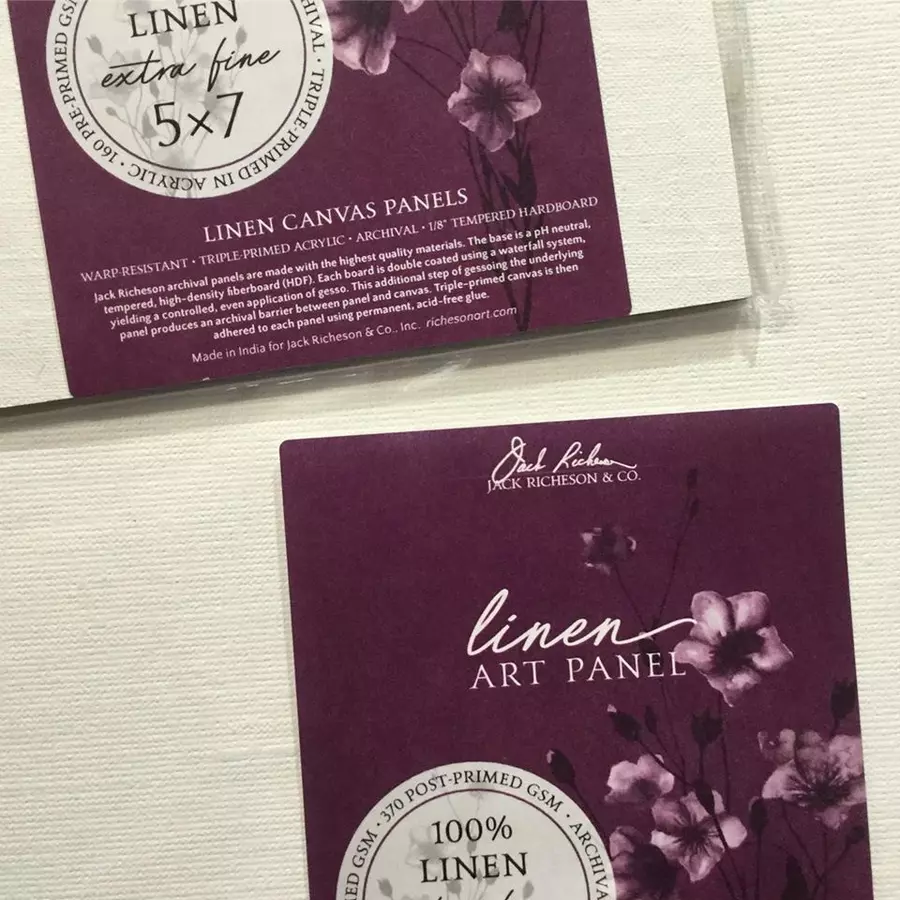 LINEN
extra fine
5x7
160 PRE-PRIMED GSM
ARCHIVAL · TRIPLE-PRIMED IN ACRYLIC ·
LINEN CANVAS PANELS
WARP-RESISTANT · TRIPLE-PRIMED ACRYLIC · ARCHIVAL · 1/8" TEMPERED HARDBOARD
Jack Richeson archival panels are made with the highest quality materials. The base is a pH neutral,
tempered, high-density fiberboard (HDF). Each board is double coated using a waterfall system,
yielding a controlled, even application of gesso. This additional step of gessoing the underlying
panel produces an archival barrier between panel and canvas. Triple-primed canvas is then
adhered to each panel using permanent, acid-free glue.
Made in India for Jack Richeson & Co., Inc. richesonart.com
Jack Richeson
JACK RICHESON & CO.
linen
ART PANEL
GSM · 370 POST-PRIMED GSM · ARCHIVA
100%
LINEN